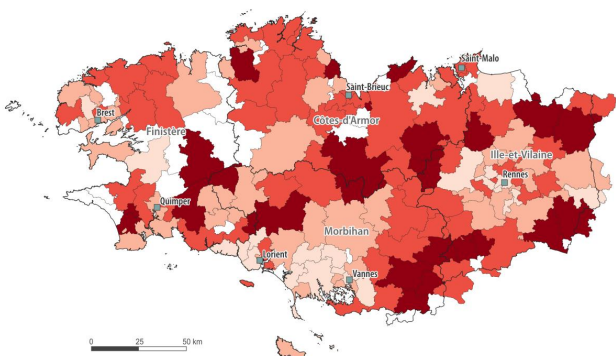 Saint-Malo
Saint-Brieuc
Brest
Côtes-d'Armor
Finistère
Ille-et-Vilaine
Rennes
Quimper
Morbihan
Lorient
Vannes
0 25 50 km